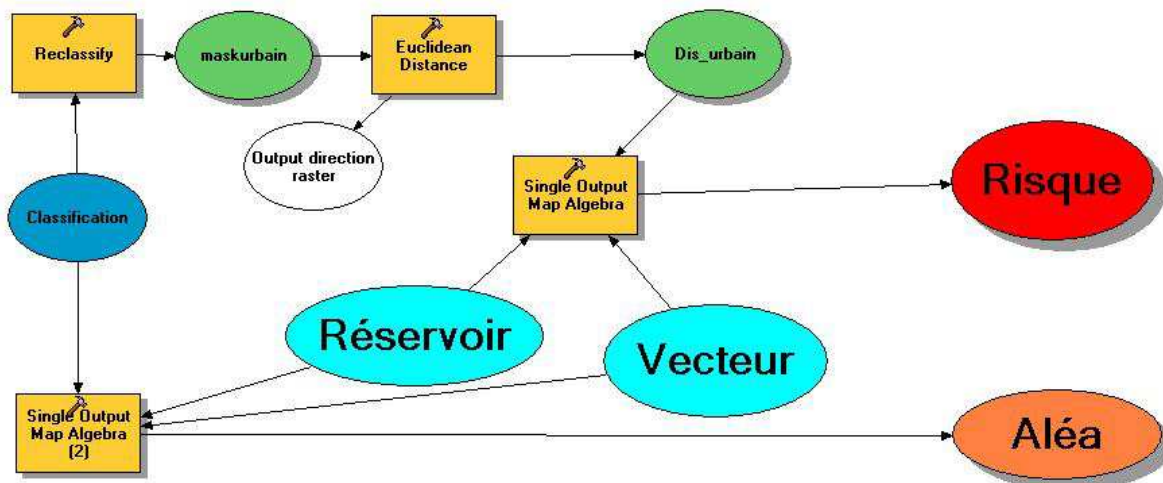 Reclassify
maskurbain
Euclidean
Distance
Dis_urbain
Output direction
raster
Single Output
Map Algebra
Risque
Classification
Réservoir
Vecteur
Single Output
Map Algebra
(2)
Aléa